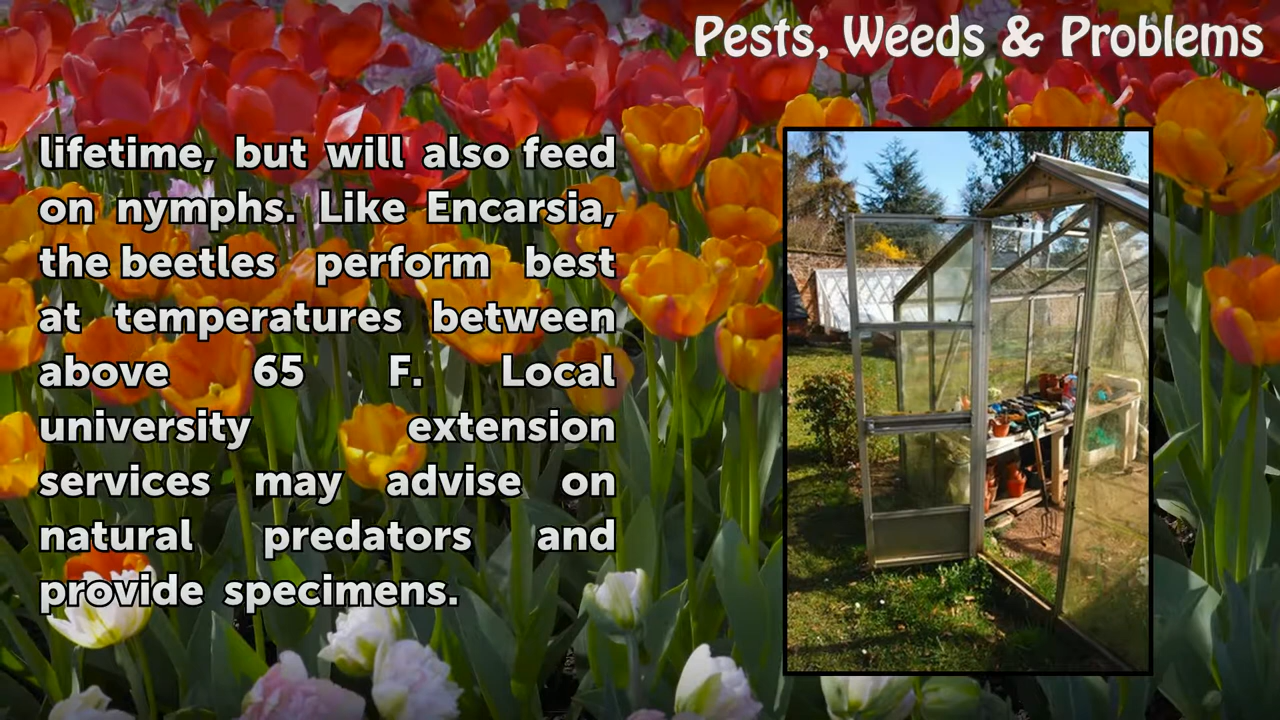 Pests, Weeds & Problems
lifetime, but will also feed
on nymphs. Like Encarsia,
the beetles perform best
at temperatures between
above 65 F. Local
university extension
services may advise on
natural predators and
provide specimens.